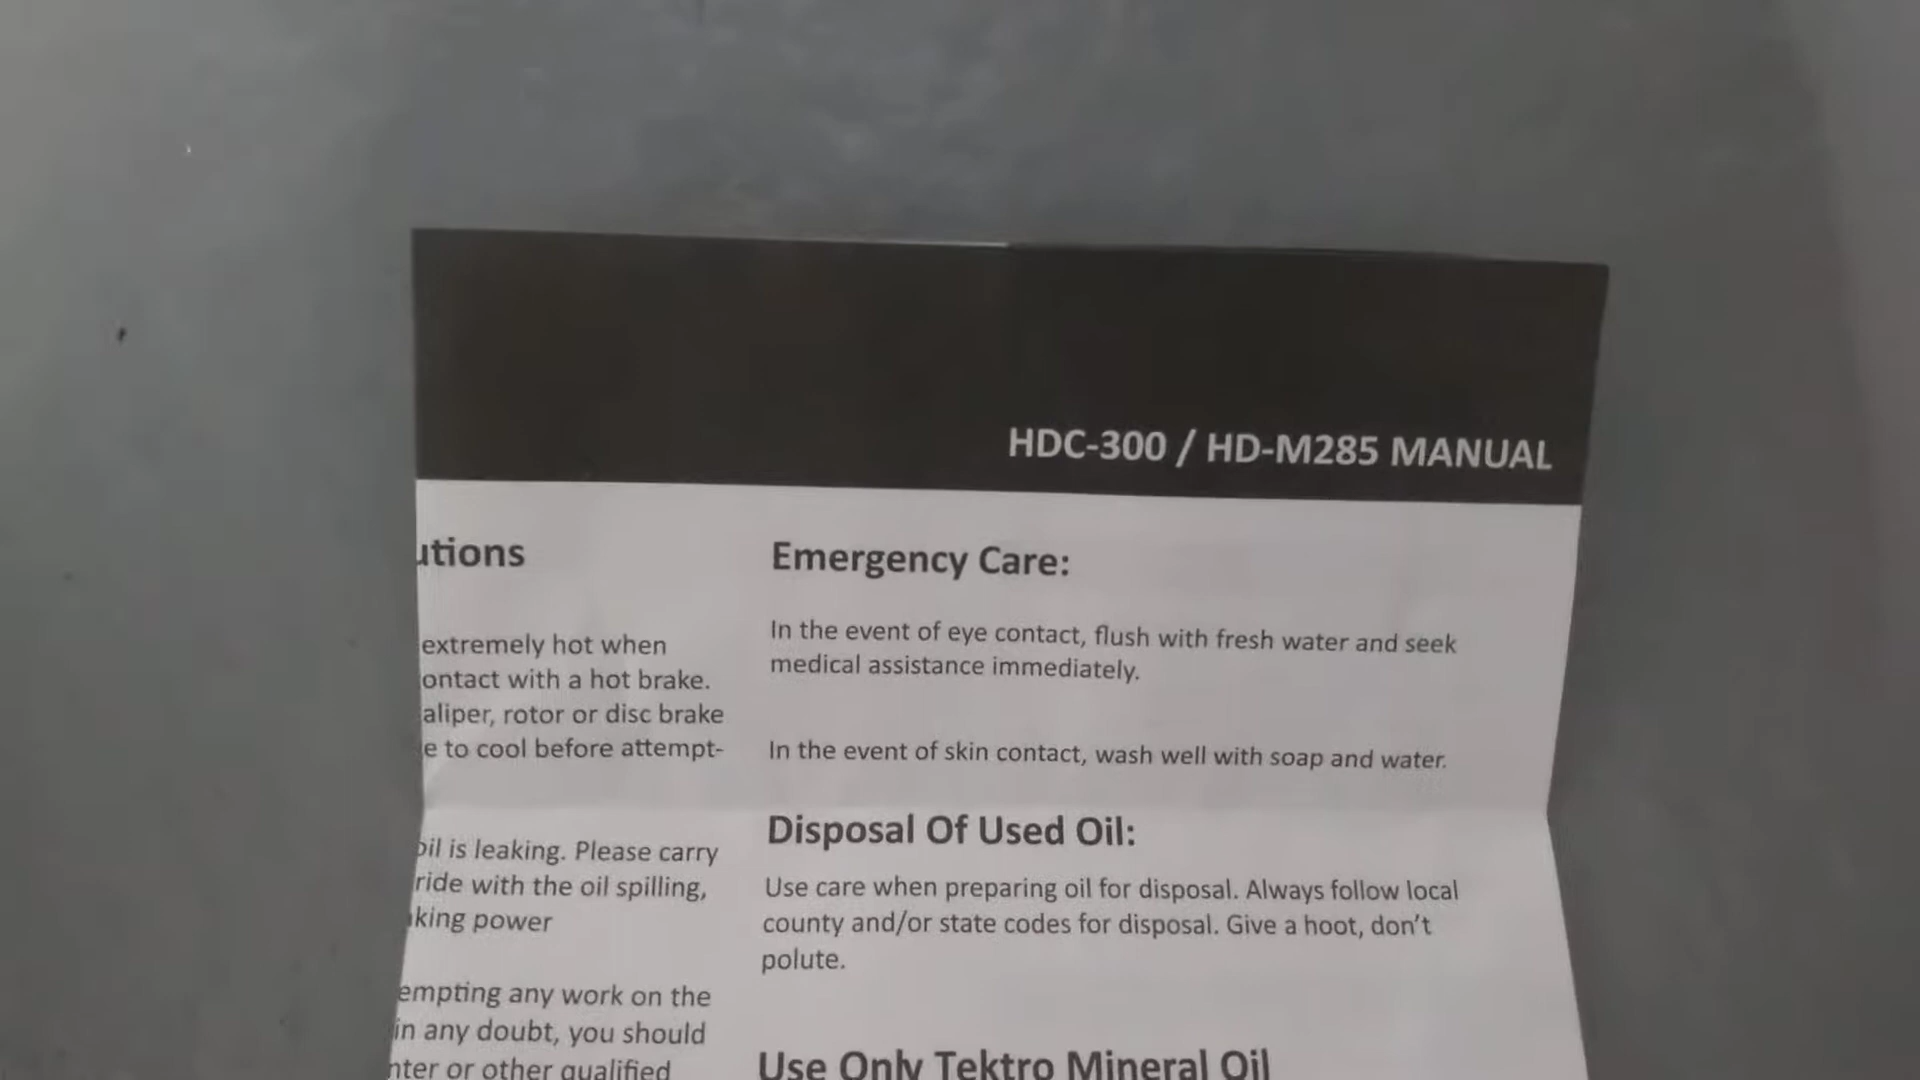 HDC-300 / HD-M285 MANUAL
utions
extremely hot when
ontact with a hot brake.
aliper, rotor or disc brake
e to cool before attempt-
oil is leaking. Please carry
ride with the oil spilling,
king power
empting any work on the
in any doubt, you should
nter or other qualified
Emergency Care:
In the event of eye contact, flush with fresh water and seek
medical assistance immediately.
In the event of skin contact, wash well with soap and water.
Disposal Of Used Oil:
Use care when preparing oil for disposal. Always follow local
county and/or state codes for disposal. Give a hoot, don't
polute.
Use Only Tektro Mineral Oil